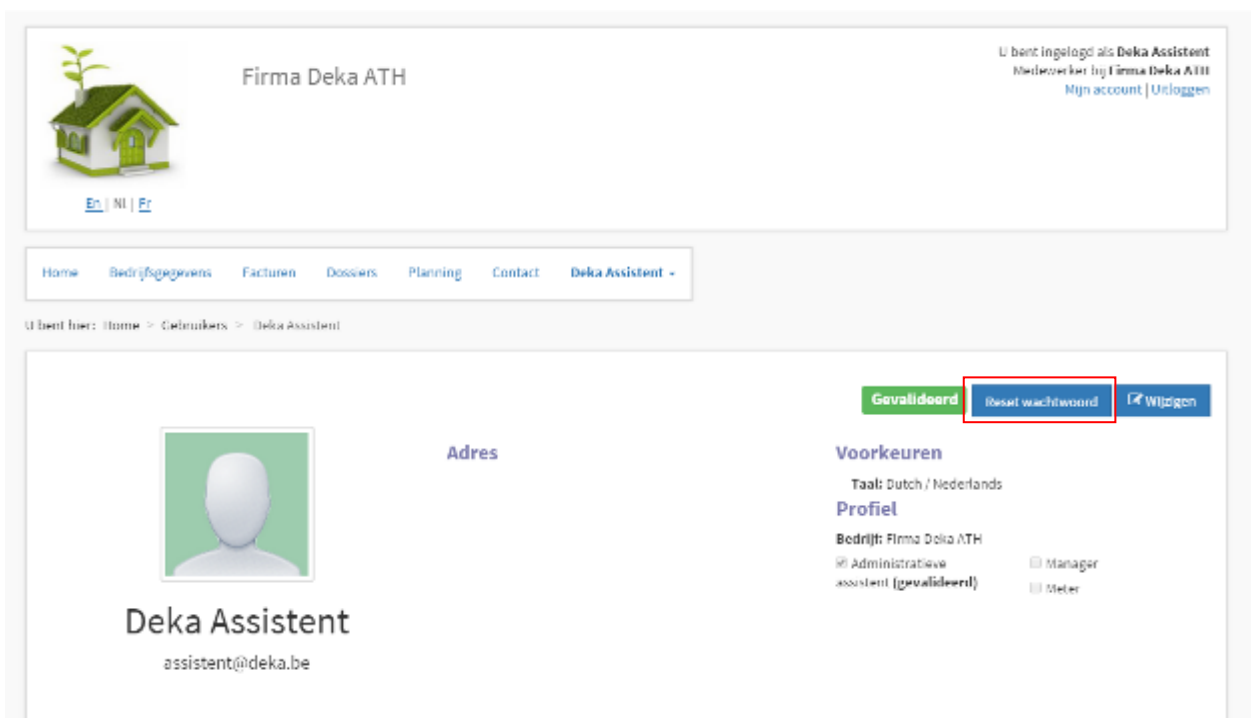 Firma Deka ATH
U bent ingelogd als Deka Assistent
Medewerker bij Firma Deka ATH
Mijn account | Uitloggen
En | Nl | Fr
Home Bedrijfsgegevens Facturen Dossiers Planning Contact Deka Assistent
U bent hier: Home > Gebruikers > Deka Assistent
Gevalideerd Reset wachtwoord Wijzigen
Adres
Voorkeuren
Taal: Dutch / Nederlands
Profiel
Bedrijf: Firma Deka ATH
Administratieve
assistent (gevalideerd)
Manager
Meter
Deka Assistent
assistent@deka.be